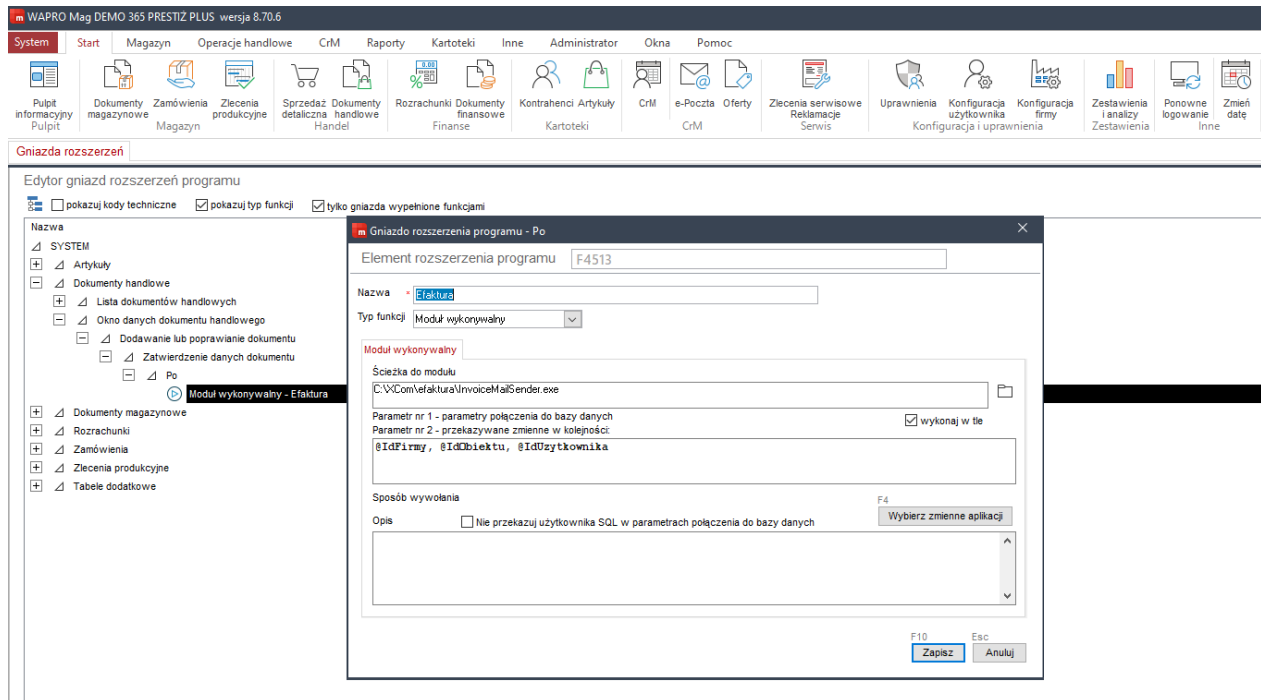 WAPRO Mag DEMO 365 PRESTIŻ PLUS wersja 8.70.6
System Start Magazyn Operacje handlowe CrM Raporty Kartoteki Inne Administrator Okna Pomoc
Pulpit informacyjny Dokumenty magazynowe Zamówienia Zlecenia produkcyjne Sprzedaż detaliczna Dokumenty handlowe Rozrachunki Dokumenty finansowe Kontrahenci Artykuły CrM e-Poczta Oferty Zlecenia serwisowe Reklamacje Uprawnienia Konfiguracja użytkownika Konfiguracja firmy Zestawienia i analizy Ponowne logowanie Zmień datę
Pulpit Magazyn Handel Finanse Kartoteki CrM Serwis Konfiguracja i uprawnienia Zestawienia Inne
Gniazda rozszerzeń
Edytor gniazd rozszerzeń programu
pokazuj kody techniczne pokazuj typ funkcji tylko gniazda wypełnione funkcjami
Nazwa
SYSTEM
Artykuły
Dokumenty handlowe
Lista dokumentów handlowych
Okno danych dokumentu handlowego
Dodawanie lub poprawianie dokumentu
Zatwierdzenie danych dokumentu
Po
Moduł wykonywalny - Efaktura
Dokumenty magazynowe
Rozrachunki
Zamówienia
Zlecenia produkcyjne
Tabele dodatkowe
Gniazdo rozszerzenia programu - Po
Element rozszerzenia programu F4513
Nazwa * Efaktura
Typ funkcji Moduł wykonywalny
Moduł wykonywalny
Ścieżka do modułu
C:\XCom\efaktura\InvoiceMailSender.exe
Parametr nr 1 - parametry połączenia do bazy danych
wykonaj w tle
Parametr nr 2 - przekazywane zmienne w kolejności:
@IdFirmy, @IdObiektu, @IdUzytkownika
Sposób wywołania
F4
Wybierz zmienne aplikacji
Opis Nie przekazuj użytkownika SQL w parametrach połączenia do bazy danych
F10 Esc
Zapisz Anuluj